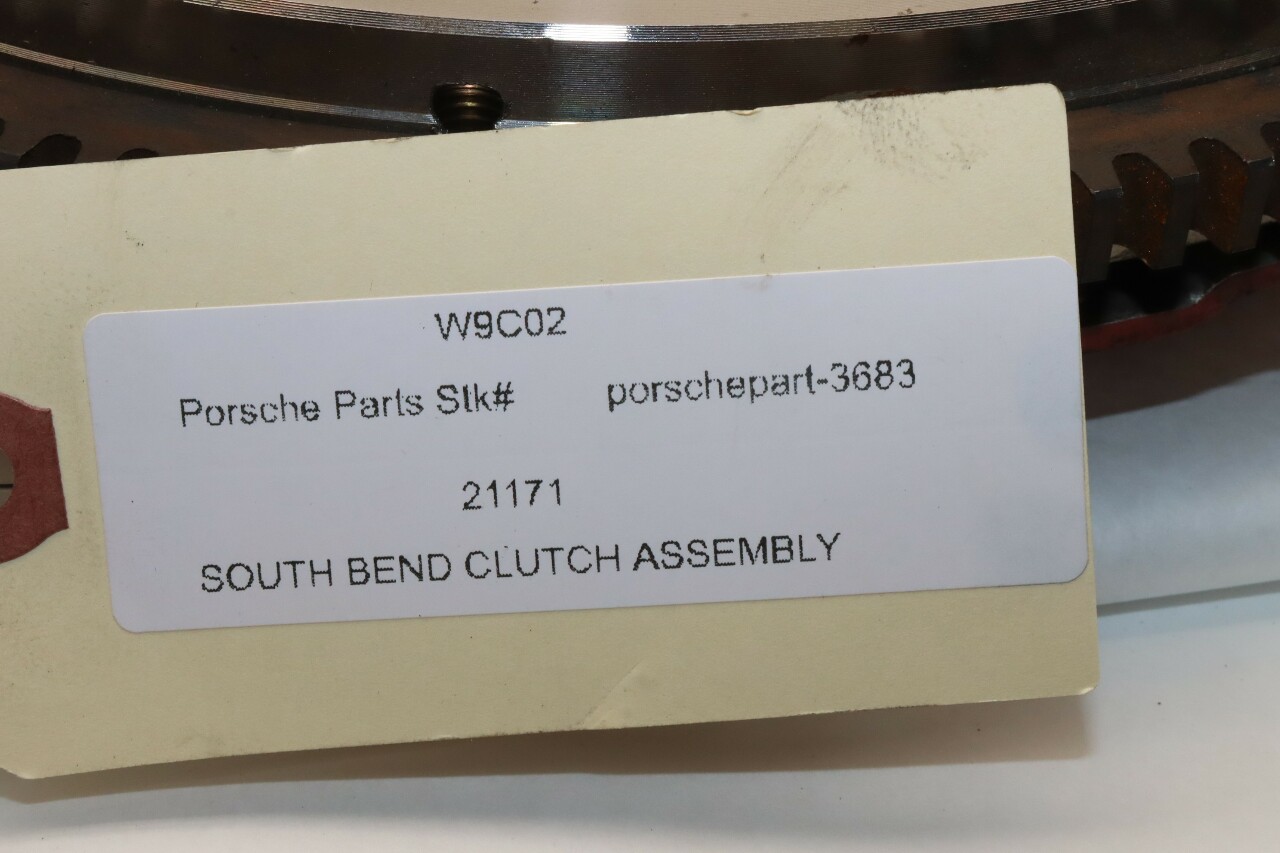 W9C02
Porsche Parts Stk# porschepart-3683
21171
SOUTH BEND CLUTCH ASSEMBLY